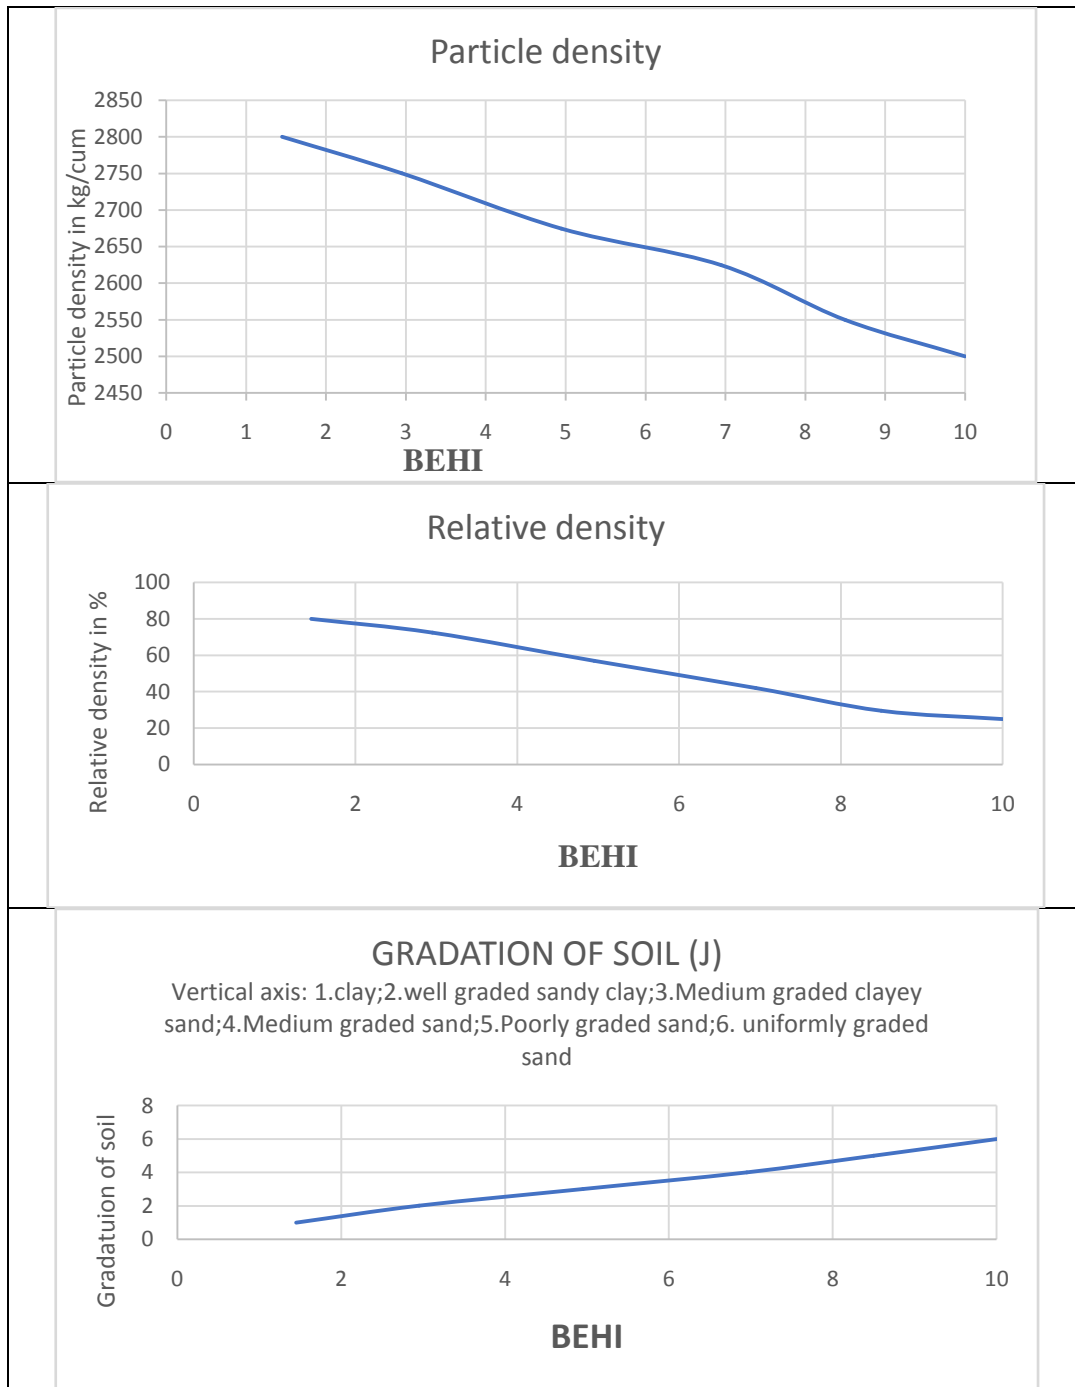 Particle density
Particle density in kg/cum
2850
2800
2750
2700
2650
2600
2550
2500
2450
0 1 2 3 4 5 6 7 8 9 10
BEHI
Relative density
Relative density in %
100
80
60
40
20
0
0 2 4 6 8 10
BEHI
GRADATION OF SOIL (J)
Vertical axis: 1.clay;2.well graded sandy clay;3.Medium graded clayey
sand;4.Medium graded sand;5.Poorly graded sand;6. uniformly graded
sand
Gradatuion of soil
8
6
4
2
0
0 2 4 6 8 10
BEHI